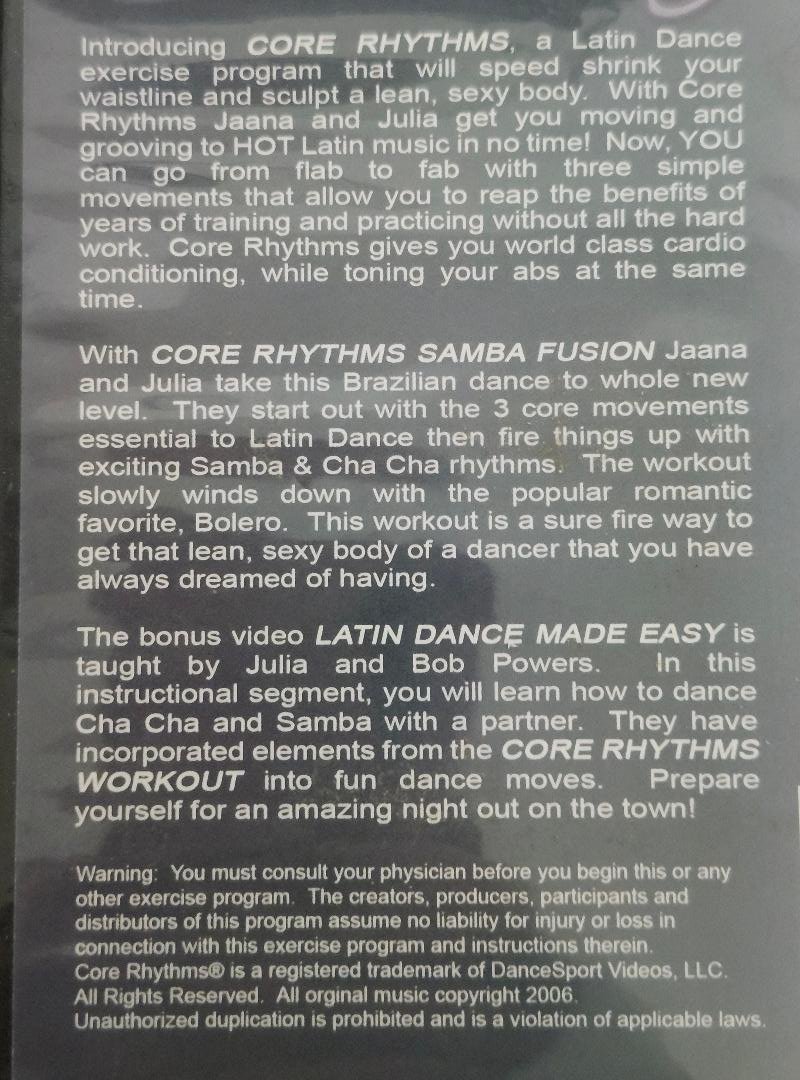 Introducing CORE RHYTHMS, a Latin Dance
exercise program that will speed shrink your
waistline and sculpt a lean, sexy body. With Core
Rhythms Jaana and Julia get you moving and
grooving to HOT Latin music in no time! Now, YOU
can go from flab to fab with three simple
movements that allow you to reap the benefits of
years of training and practicing without all the hard
work. Core Rhythms gives you world class cardio
conditioning, while toning your abs at the same
time.
With CORE RHYTHMS SAMBA FUSION Jaana
and Julia take this Brazilian dance to whole new
level. They start out with the 3 core movements
essential to Latin Dance then fire things up with
exciting Samba & Cha Cha rhythms. The workout
slowly winds down with the popular romantic
favorite, Bolero. This workout is a sure fire way to
get that lean, sexy body of a dancer that you have
always dreamed of having.
The bonus video LATIN DANCE MADE EASY is
taught by Julia and Bob Powers. In this
instructional segment, you will learn how to dance
Cha Cha and Samba with a partner. They have
incorporated elements from the CORE RHYTHMS
WORKOUT into fun dance moves. Prepare
yourself for an amazing night out on the town!
Warning: You must consult your physician before you begin this or any
other exercise program. The creators, producers, participants and
distributors of this program assume no liability for injury or loss in
connection with this exercise program and instructions therein.
Core Rhythms® is a registered trademark of DanceSport Videos, LLC.
All Rights Reserved. All orginal music copyright 2006.
Unauthorized duplication is prohibited and is a violation of applicable laws.